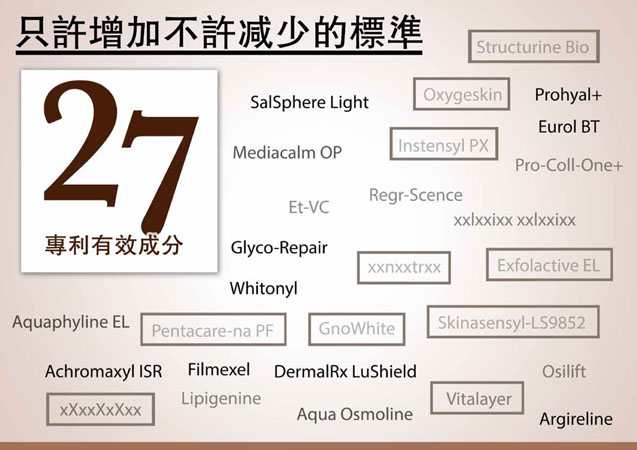 只許增加不許减少的標準
Structurine Bio
27
專利有效成分
SalSphere Light
Oxygeskin
Prohyal+
Eurol BT
Mediacalm OP
Instensyl PX
Pro-Coll-One+
Regr-Scence
Et-VC
xxlxxixx xxlxxixx
Glyco-Repair
xxnxxtrxx
Exfolactive EL
Whitonyl
Aquaphyline EL
Pentacare-na PF
GnoWhite
Skinasensyl-LS9852
Achromaxyl ISR
Filmexel
DermalRx LuShield
Osilift
xXxxXxXxx
Lipigenine
Aqua Osmoline
Vitalayer
Argireline